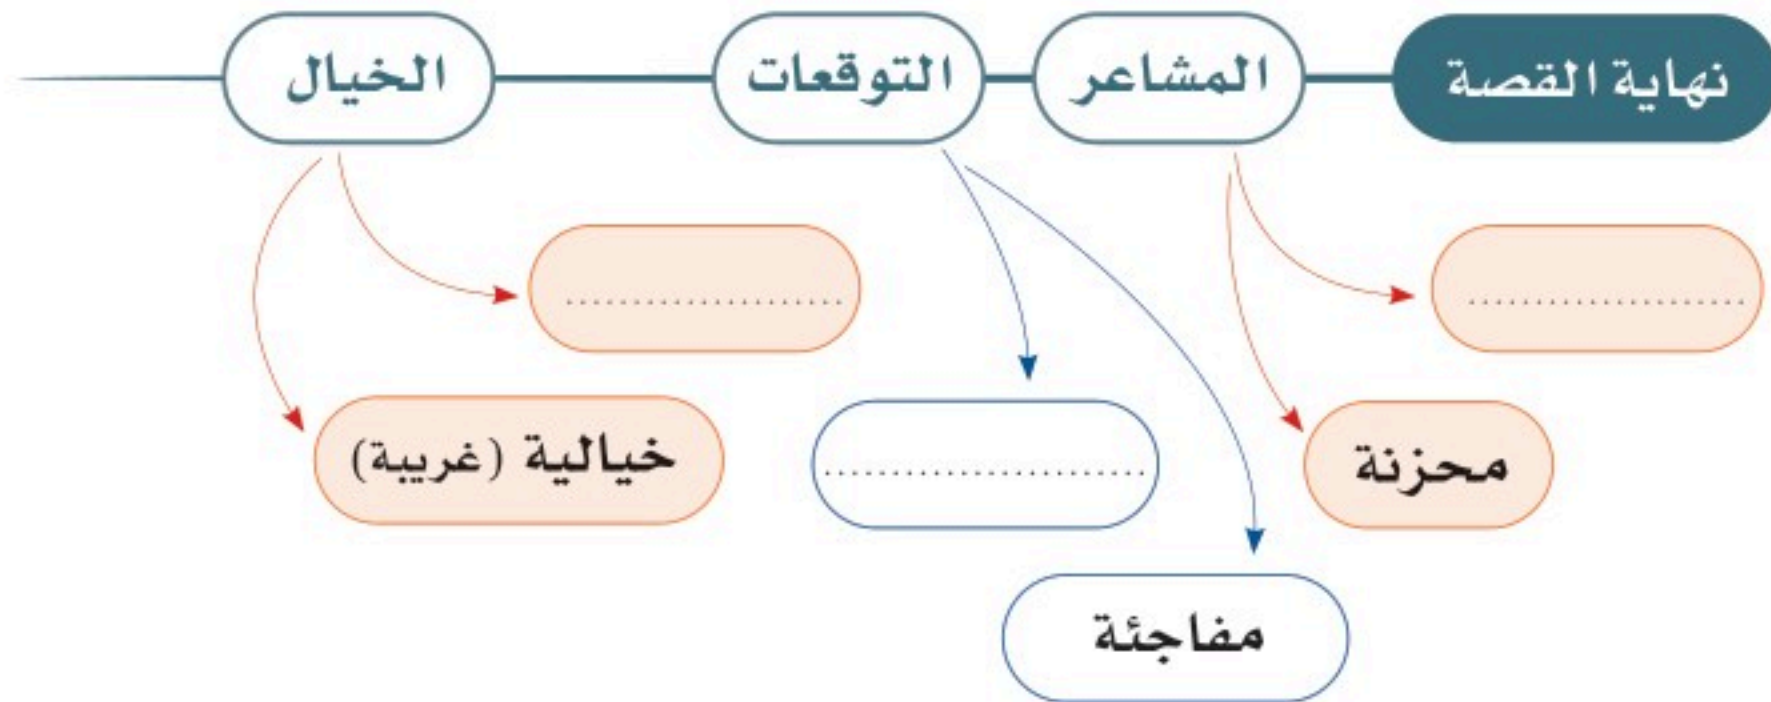 نهاية القصة
المشاعر
التوقعات
الخيال
....................
....................
محزنة
.......................
خيالية (غريبة)
مفاجئة